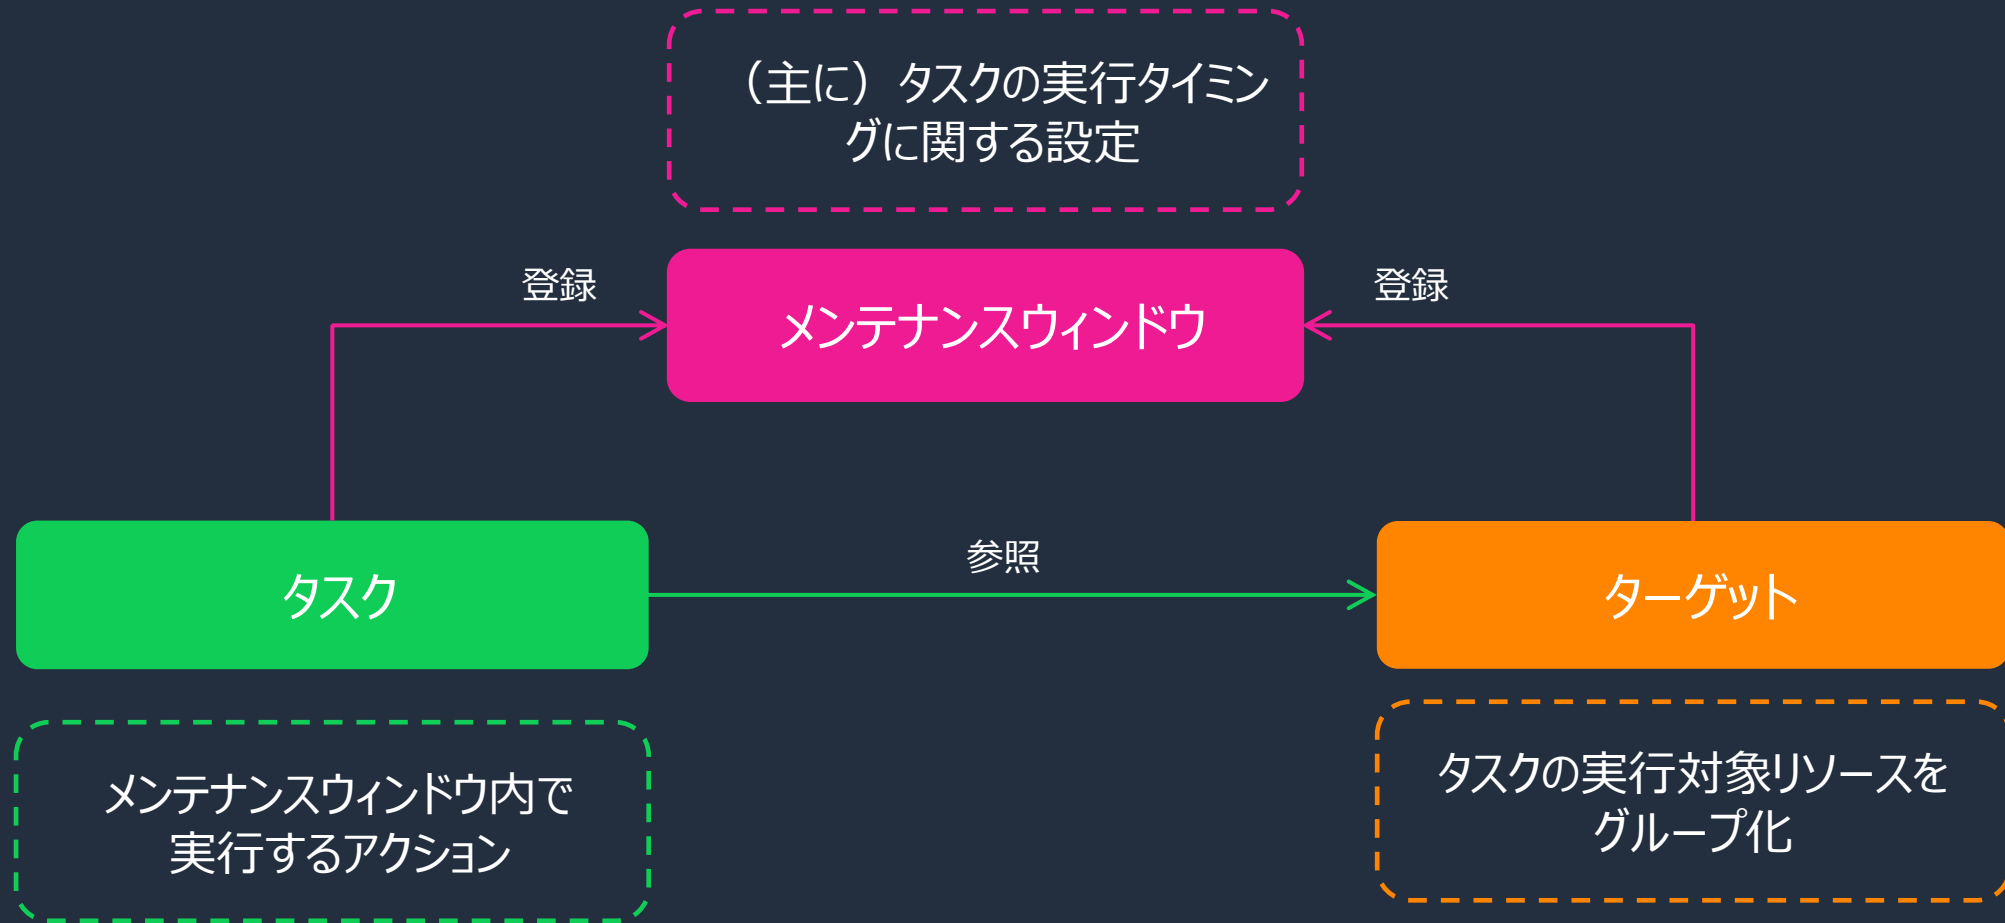 （主に）タスクの実行タイミン
グに関する設定
登録
メンテナンスウィンドウ
登録
タスク
参照
ターゲット
メンテナンスウィンドウ内で
実行するアクション
タスクの実行対象リソースを
グループ化